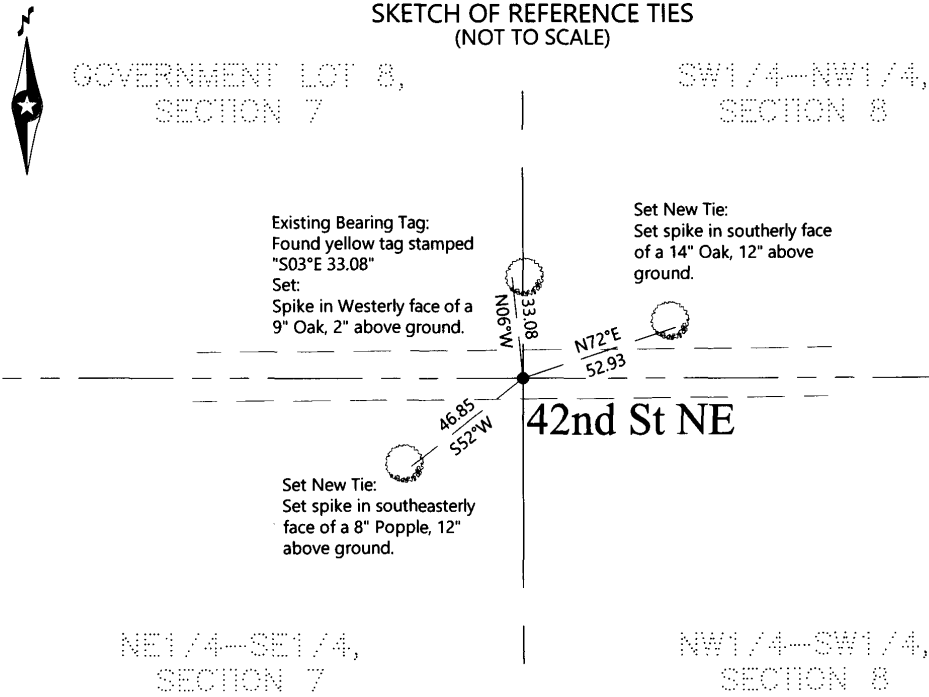 SKETCH OF REFERENCE TIES
(NOT TO SCALE)
N
GOVERNMENT LOT 8,
SECTION 7
SW1/4-NW1/4,
SECTION 8
Existing Bearing Tag:
Found yellow tag stamped
"S03°E 33.08"
Set:
Spike in Westerly face of a
9" Oak, 2" above ground.
Set New Tie:
Set spike in southerly face
of a 14" Oak, 12" above
ground.
N06°W
33.08
N72°E
52.93
46.85
S52°W
42nd St NE
Set New Tie:
Set spike in southeasterly
face of a 8" Popple, 12"
above ground.
NE1/4-SE1/4,
SECTION 7
NW1/4-SW1/4,
SECTION 8